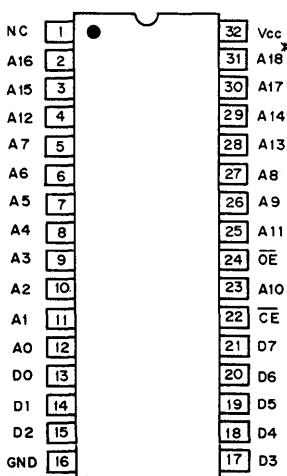 NC 1 32 Vcc
A16 2 31 A18*
A15 3 30 A17
A12 4 29 A14
A7 5 28 A13
A6 6 27 A8
A5 7 26 A9
A4 8 25 A11
A3 9 24 O̅E̅
A2 10 23 A10
A1 11 22 C̅E̅
A0 12 21 D7
D0 13 20 D6
D1 14 19 D5
D2 15 18 D4
GND 16 17 D3